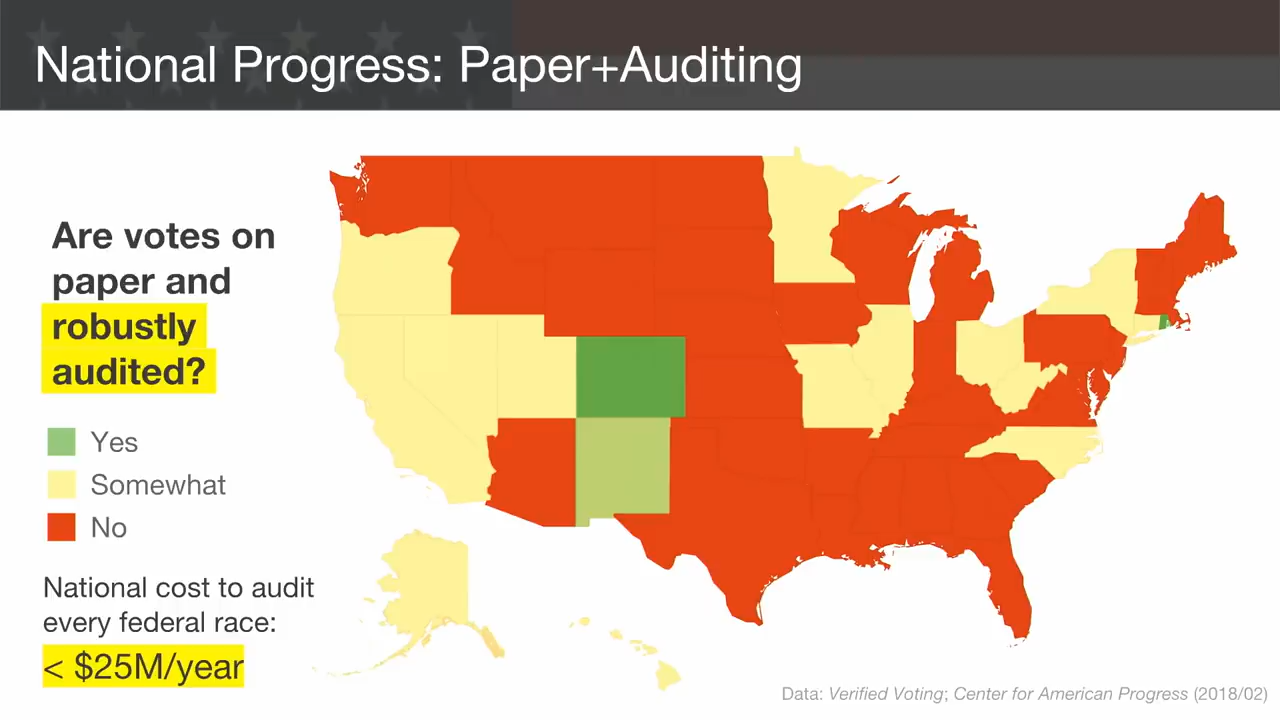 National Progress: Paper+Auditing
Are votes on
paper and
robustly
audited?
Yes
Somewhat
No
National cost to audit
every federal race:
< $25M/year
Data: Verified Voting; Center for American Progress (2018/02)